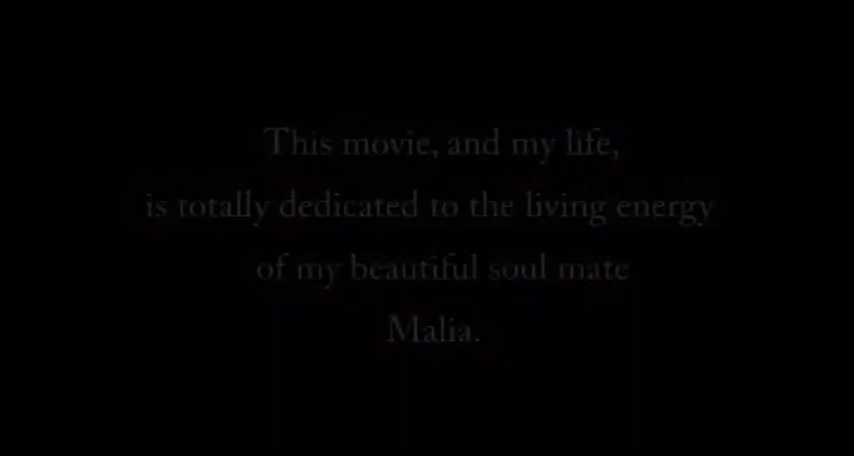 This movie, and my life,
is totally dedicated to the living energy
of my beautiful soul mate
Malia.